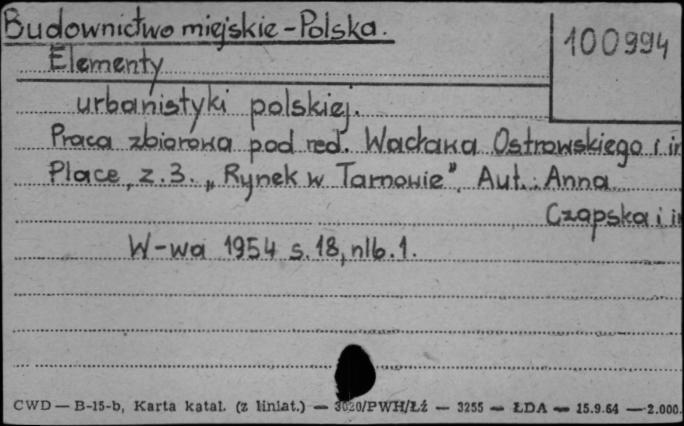 Budownictwo miejskie - Polska.
100994
Elementy
urbanistyki polskiej.
Praca zbiorowa pod red. Wacława Ostrowskiego i in
Place, z.3. „Rynek w Tarnowie". Aut.: Anna
Czapska i in
W-wa 1954 s.18, nlb.1.
CWD — B-15-b, Karta katal. (z liniat.) — 3020/PWH/Łź — 3255 — ŁDA — 15.9.64 — 2.000.